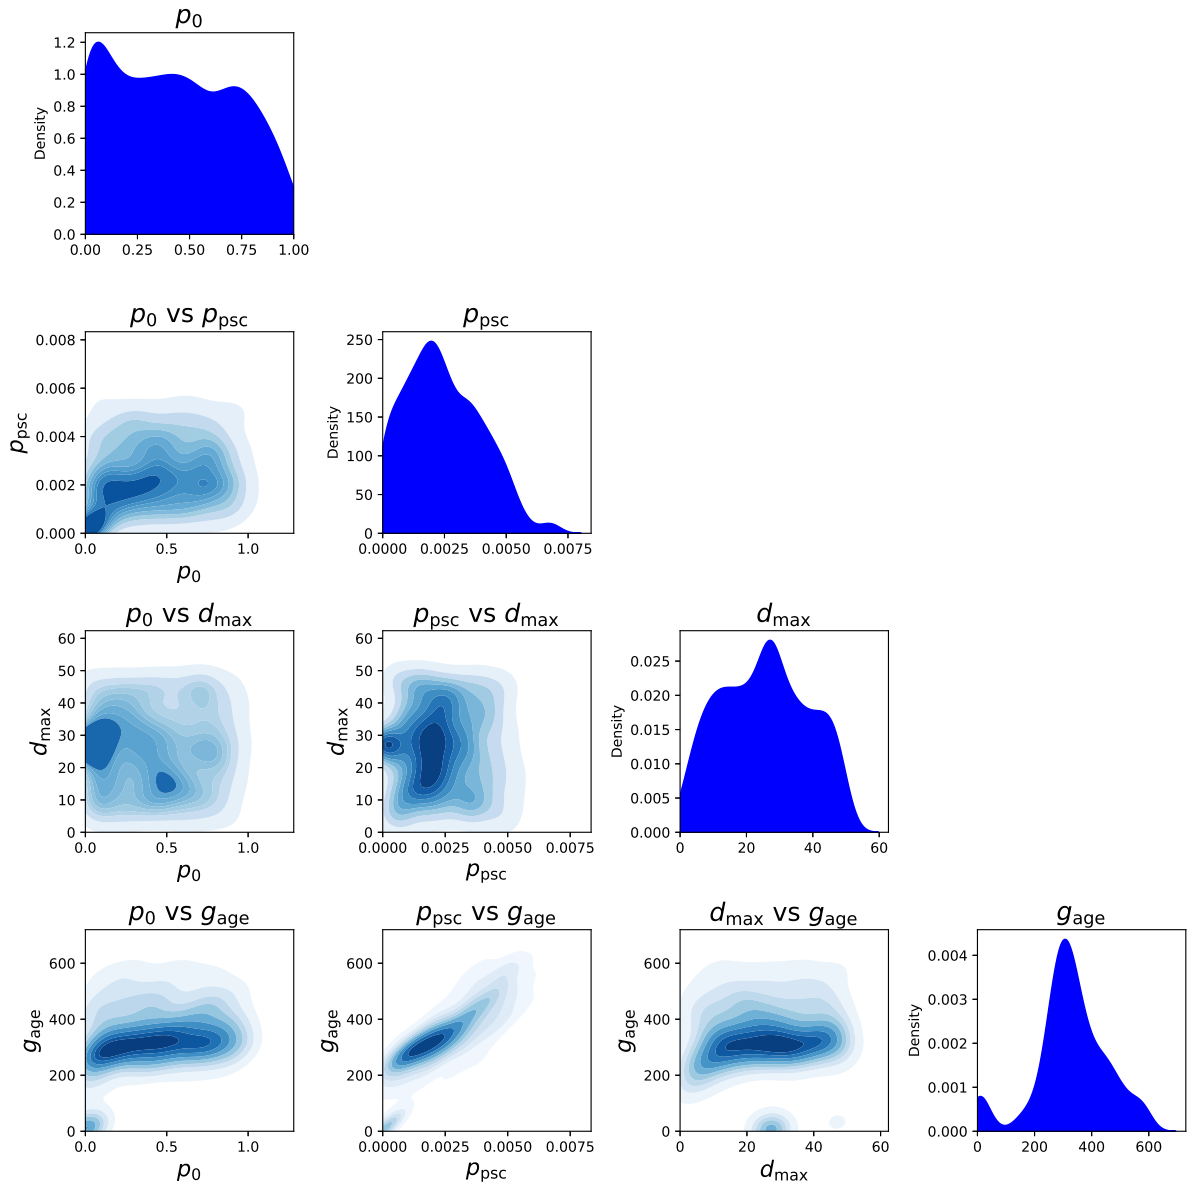 p0
Density
1.2
1.0
0.8
0.6
0.4
0.2
0.0
0.00 0.25 0.50 0.75 1.00
p0 vs ppsc
ppsc
0.008
0.006
0.004
0.002
0.000
0.0 0.5 1.0
p0
ppsc
Density
250
200
150
100
50
0
0.0000 0.0025 0.0050 0.0075
p0 vs dmax
dmax
60
50
40
30
20
10
0
0.0 0.5 1.0
p0
ppsc vs dmax
dmax
60
50
40
30
20
10
0
0.0000 0.0025 0.0050 0.0075
ppsc
dmax
Density
0.025
0.020
0.015
0.010
0.005
0.000
0 20 40 60
p0 vs gage
gage
600
400
200
0
0.0 0.5 1.0
p0
ppsc vs gage
gage
600
400
200
0
0.0000 0.0025 0.0050 0.0075
ppsc
dmax vs gage
gage
600
400
200
0
0 20 40 60
dmax
gage
Density
0.004
0.003
0.002
0.001
0.000
0 200 400 600